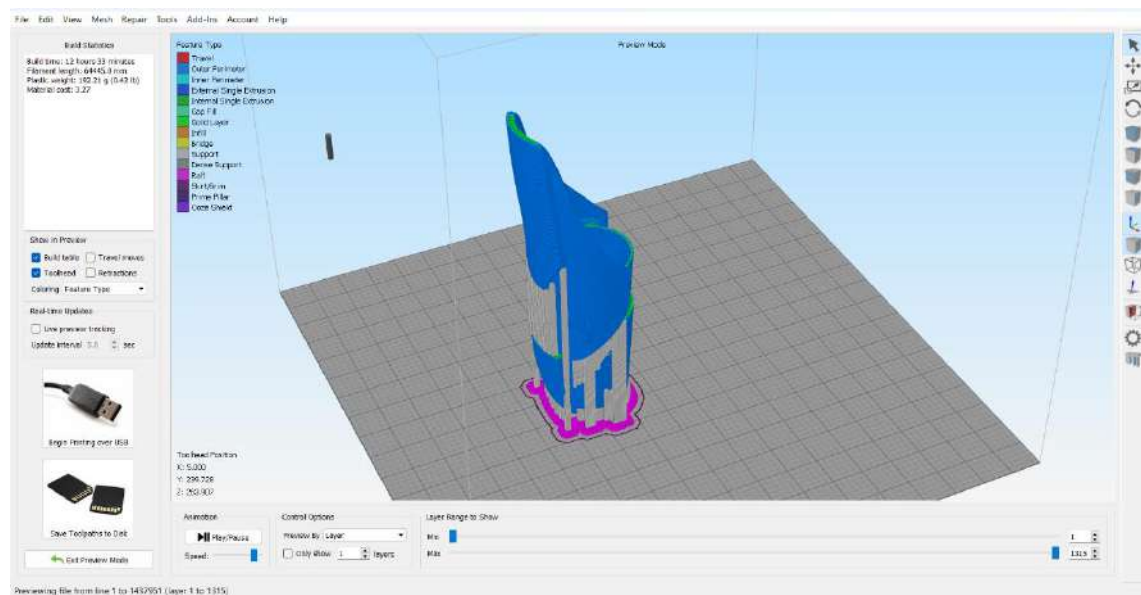 File Edit View Mesh Repair Tools Add-Ins Account Help
Build Statistics
Build time: 12 hours 33 minutes
Filament length: 64445.0 mm
Plastic weight: 192.21 g (0.42 lb)
Material cost: 3.27
Show in Preview
Build table
Travel moves
Toolhead
Retractions
Coloring Feature Type
Real-time Updates
Live preview tracking
Update interval 5.0 sec
Begin Printing over USB
Save Toolpaths to Disk
Exit Preview Mode
Preview Mode
Feature Type
Travel
Outer Perimeter
Inner Perimeter
External Single Extrusion
Internal Single Extrusion
Gap Fill
Solid Layer
Infill
Bridge
Support
Dense Support
Raft
Skirt/Brim
Prime Pillar
Ooze Shield
Toolhead Position
X: 5.000
Y: 239.728
Z: 263.907
Animation
Play/Pause
Speed:
Control Options
Preview By Layer
Only show 1 layers
Layer Range to Show
Min 1
Max 1315
Previewing file from line 1 to 1437951 (layer 1 to 1315)